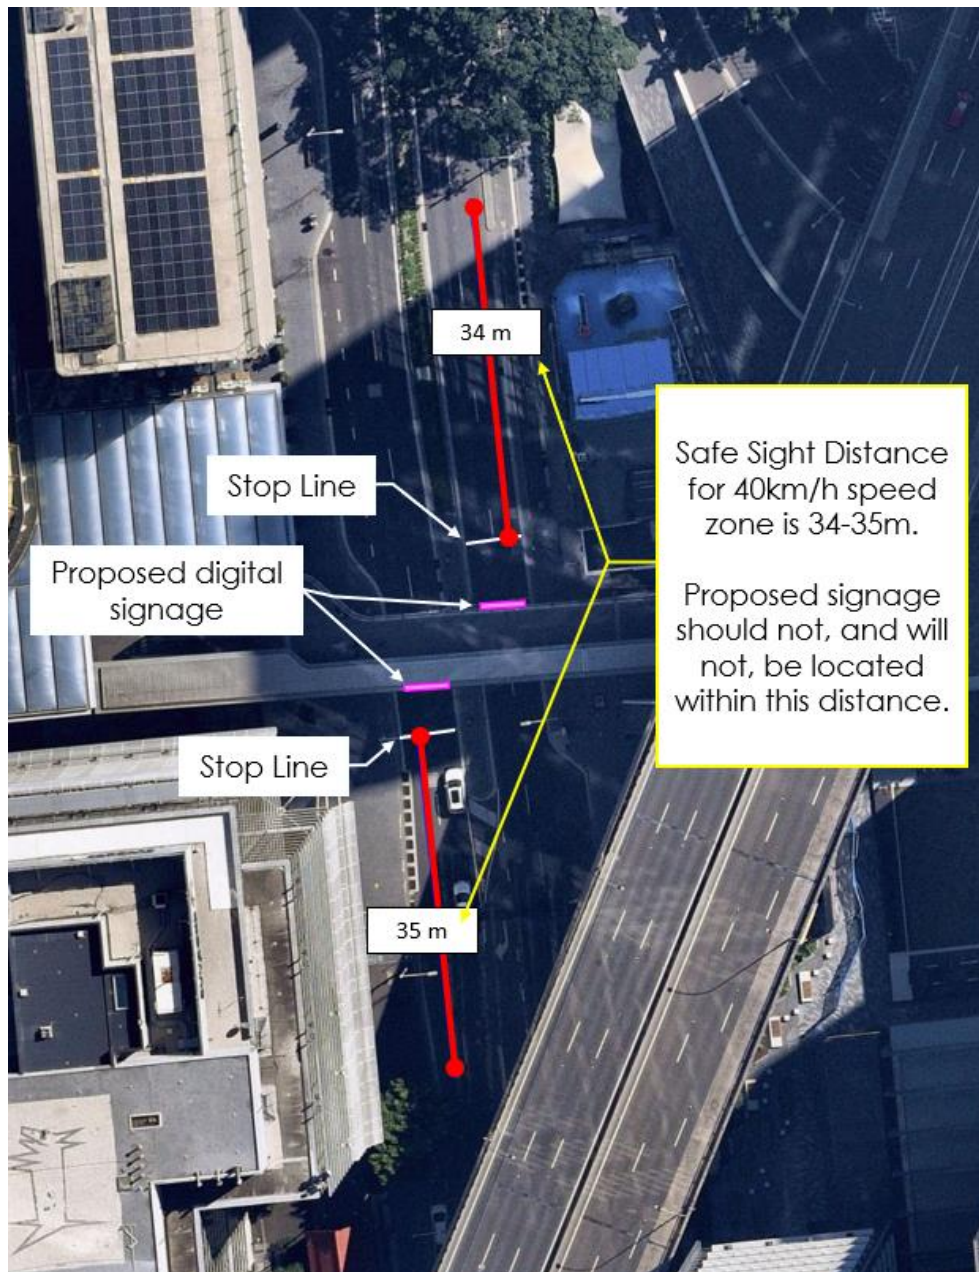 34 m
Stop Line
Proposed digital
signage
Safe Sight Distance
for 40km/h speed
zone is 34-35m.
Proposed signage
should not, and will
not, be located
within this distance.
Stop Line
35 m